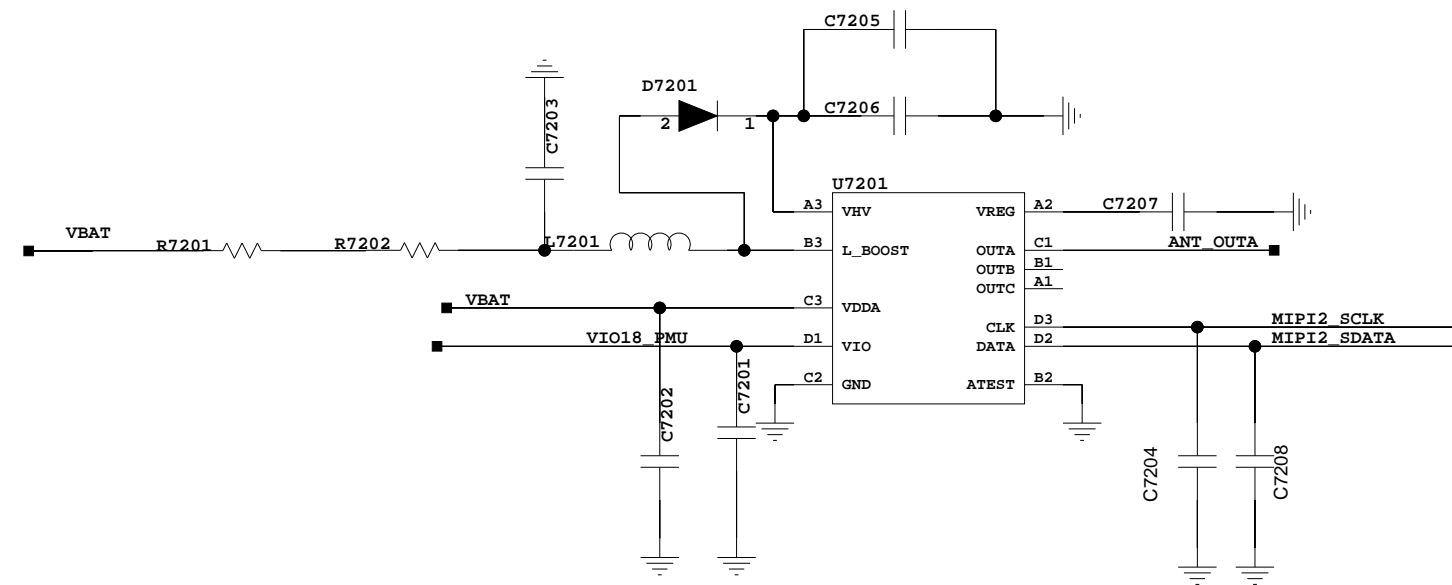 C7205
D7201
C7203
2
1
C7206
U7201
A3
VHV
VREG
A2
C7207
VBAT
R7201
R7202
L7201
B3
L_BOOST
OUTA
C1
ANT_OUTA
OUTB
B1
OUTC
A1
VBAT
C3
VDDA
CLK
D3
MIPI2_SCLK
VIO18_PMU
D1
VIO
DATA
D2
MIPI2_SDATA
C2
GND
ATEST
B2
C7201
C7202
C7204
C7208